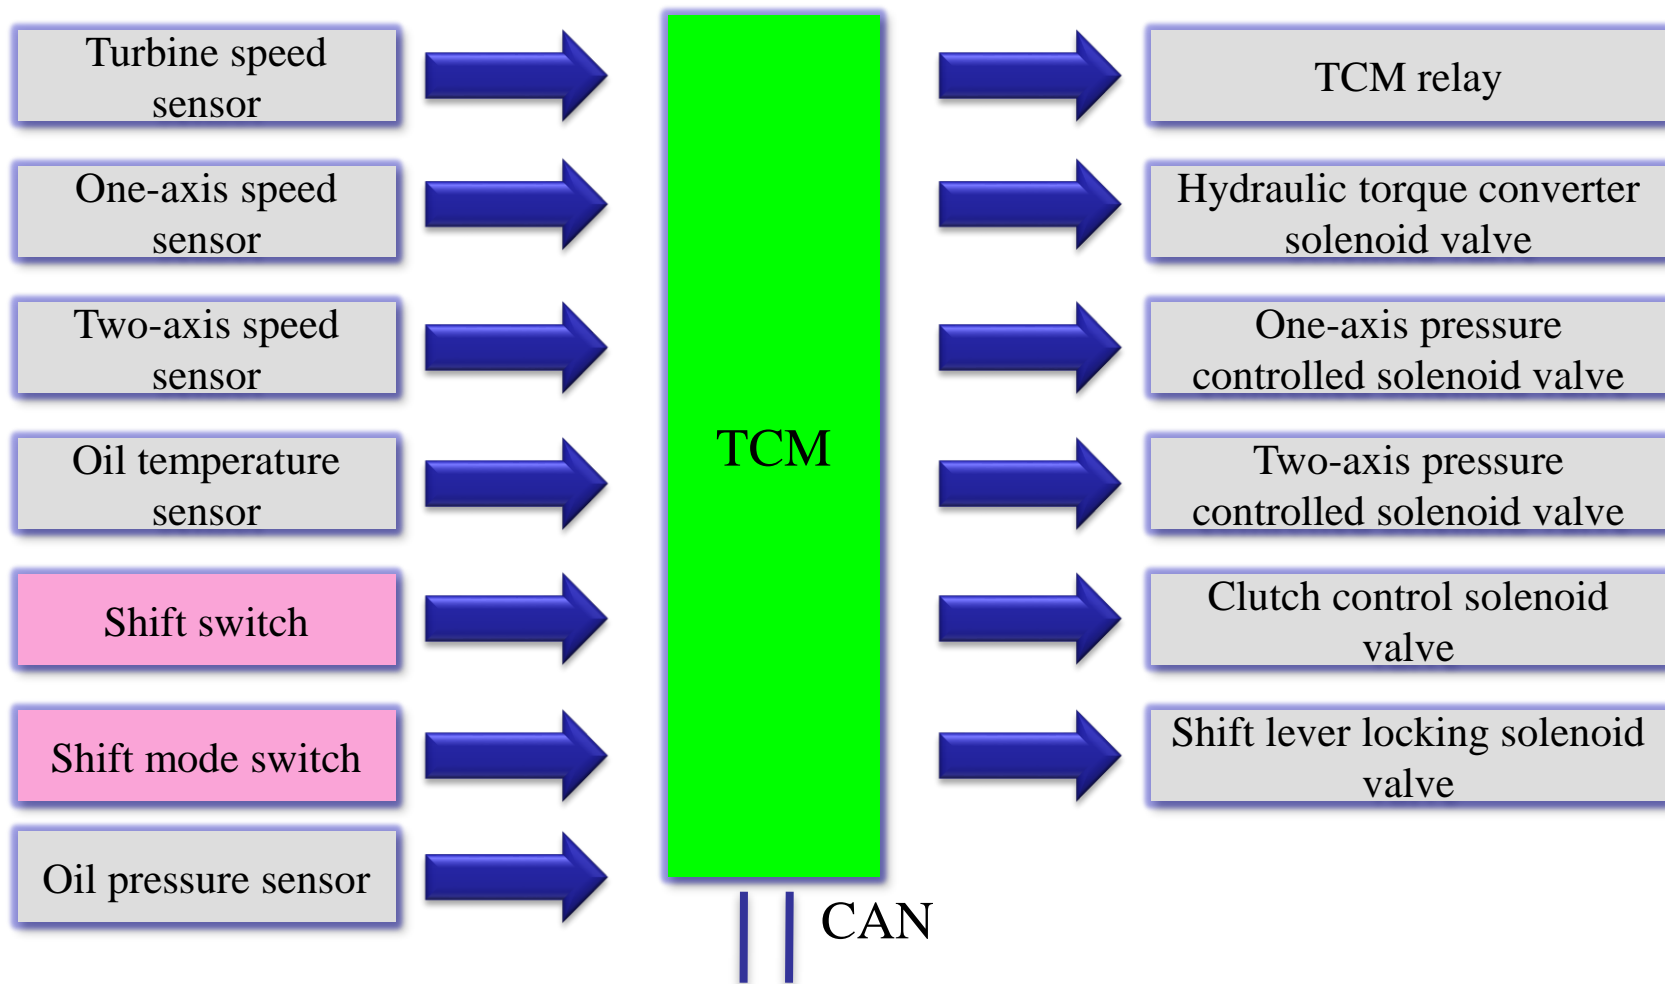 Turbine speed
sensor
One-axis speed
sensor
Two-axis speed
sensor
Oil temperature
sensor
Shift switch
Shift mode switch
Oil pressure sensor
TCM
CAN
TCM relay
Hydraulic torque converter
solenoid valve
One-axis pressure
controlled solenoid valve
Two-axis pressure
controlled solenoid valve
Clutch control solenoid
valve
Shift lever locking solenoid
valve